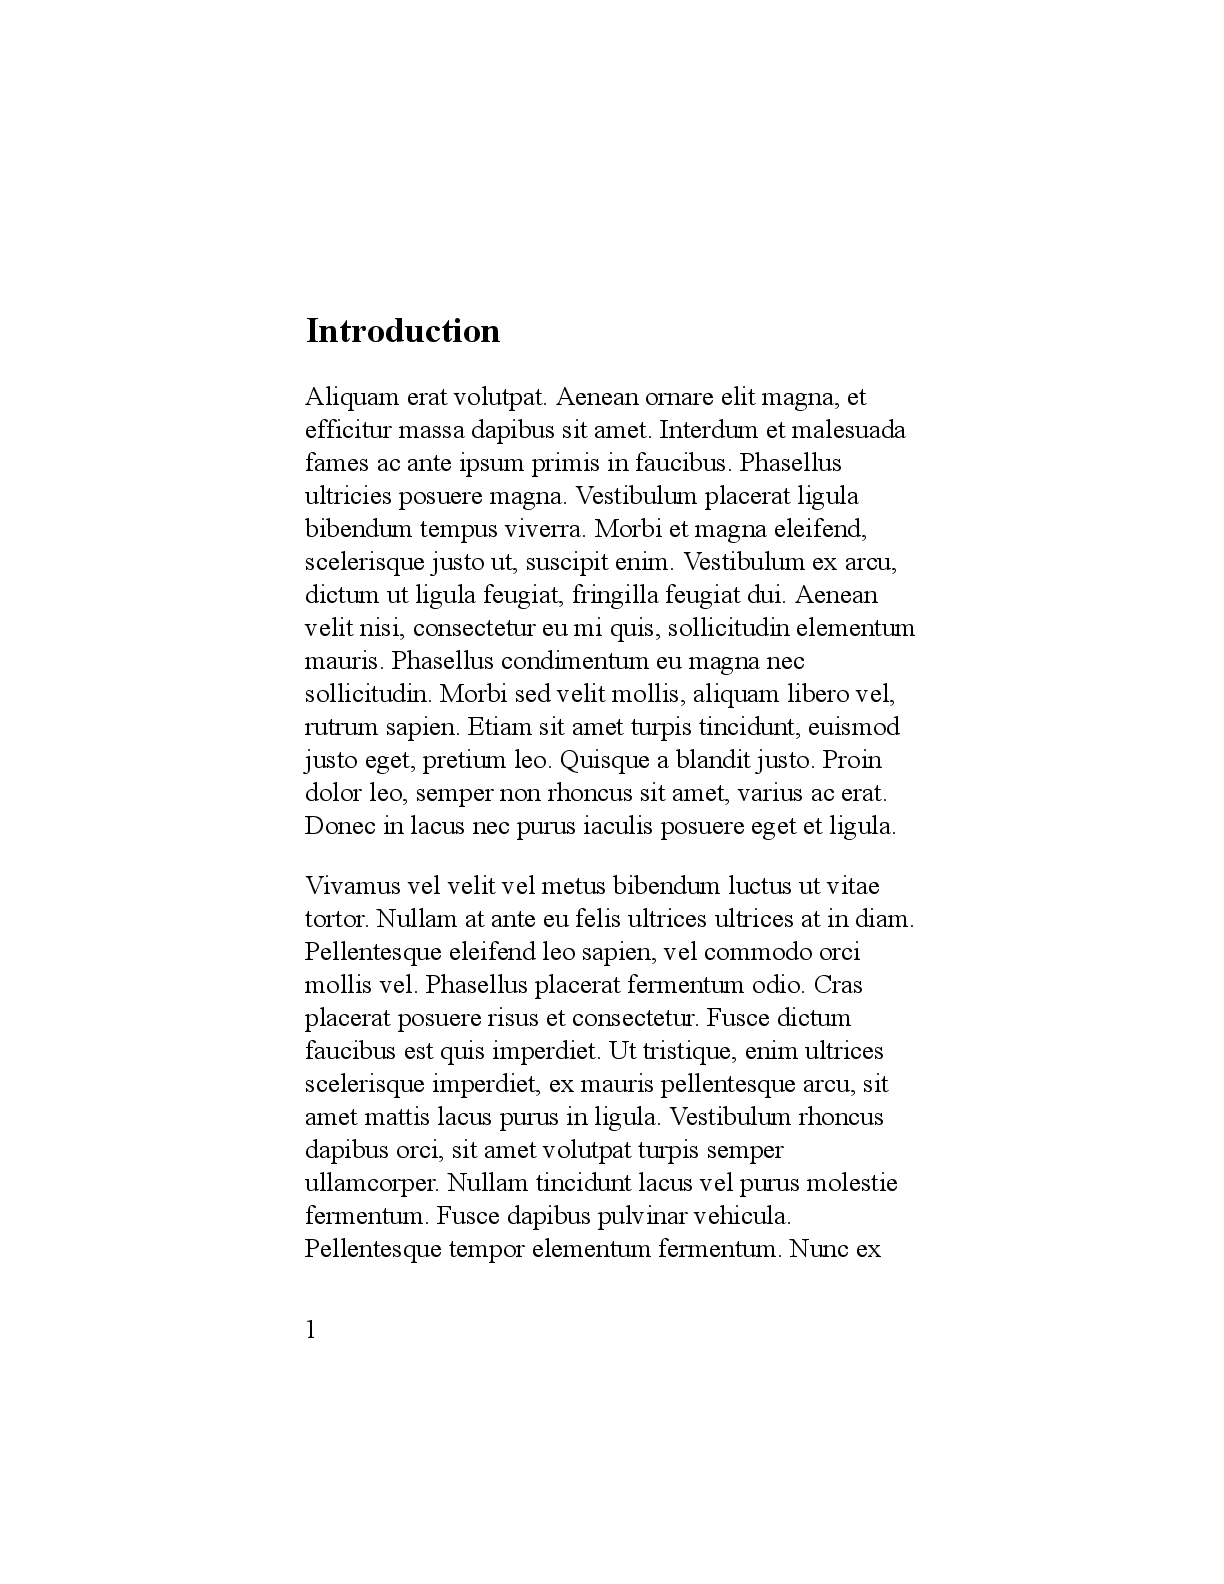 Introduction
Aliquam erat volutpat. Aenean ornare elit magna, et
efficitur massa dapibus sit amet. Interdum et malesuada
fames ac ante ipsum primis in faucibus. Phasellus
ultricies posuere magna. Vestibulum placerat ligula
bibendum tempus viverra. Morbi et magna eleifend,
scelerisque justo ut, suscipit enim. Vestibulum ex arcu,
dictum ut ligula feugiat, fringilla feugiat dui. Aenean
velit nisi, consectetur eu mi quis, sollicitudin elementum
mauris. Phasellus condimentum eu magna nec
sollicitudin. Morbi sed velit mollis, aliquam libero vel,
rutrum sapien. Etiam sit amet turpis tincidunt, euismod
justo eget, pretium leo. Quisque a blandit justo. Proin
dolor leo, semper non rhoncus sit amet, varius ac erat.
Donec in lacus nec purus iaculis posuere eget et ligula.
Vivamus vel velit vel metus bibendum luctus ut vitae
tortor. Nullam at ante eu felis ultrices ultrices at in diam.
Pellentesque eleifend leo sapien, vel commodo orci
mollis vel. Phasellus placerat fermentum odio. Cras
placerat posuere risus et consectetur. Fusce dictum
faucibus est quis imperdiet. Ut tristique, enim ultrices
scelerisque imperdiet, ex mauris pellentesque arcu, sit
amet mattis lacus purus in ligula. Vestibulum rhoncus
dapibus orci, sit amet volutpat turpis semper
ullamcorper. Nullam tincidunt lacus vel purus molestie
fermentum. Fusce dapibus pulvinar vehicula.
Pellentesque tempor elementum fermentum. Nunc ex
1